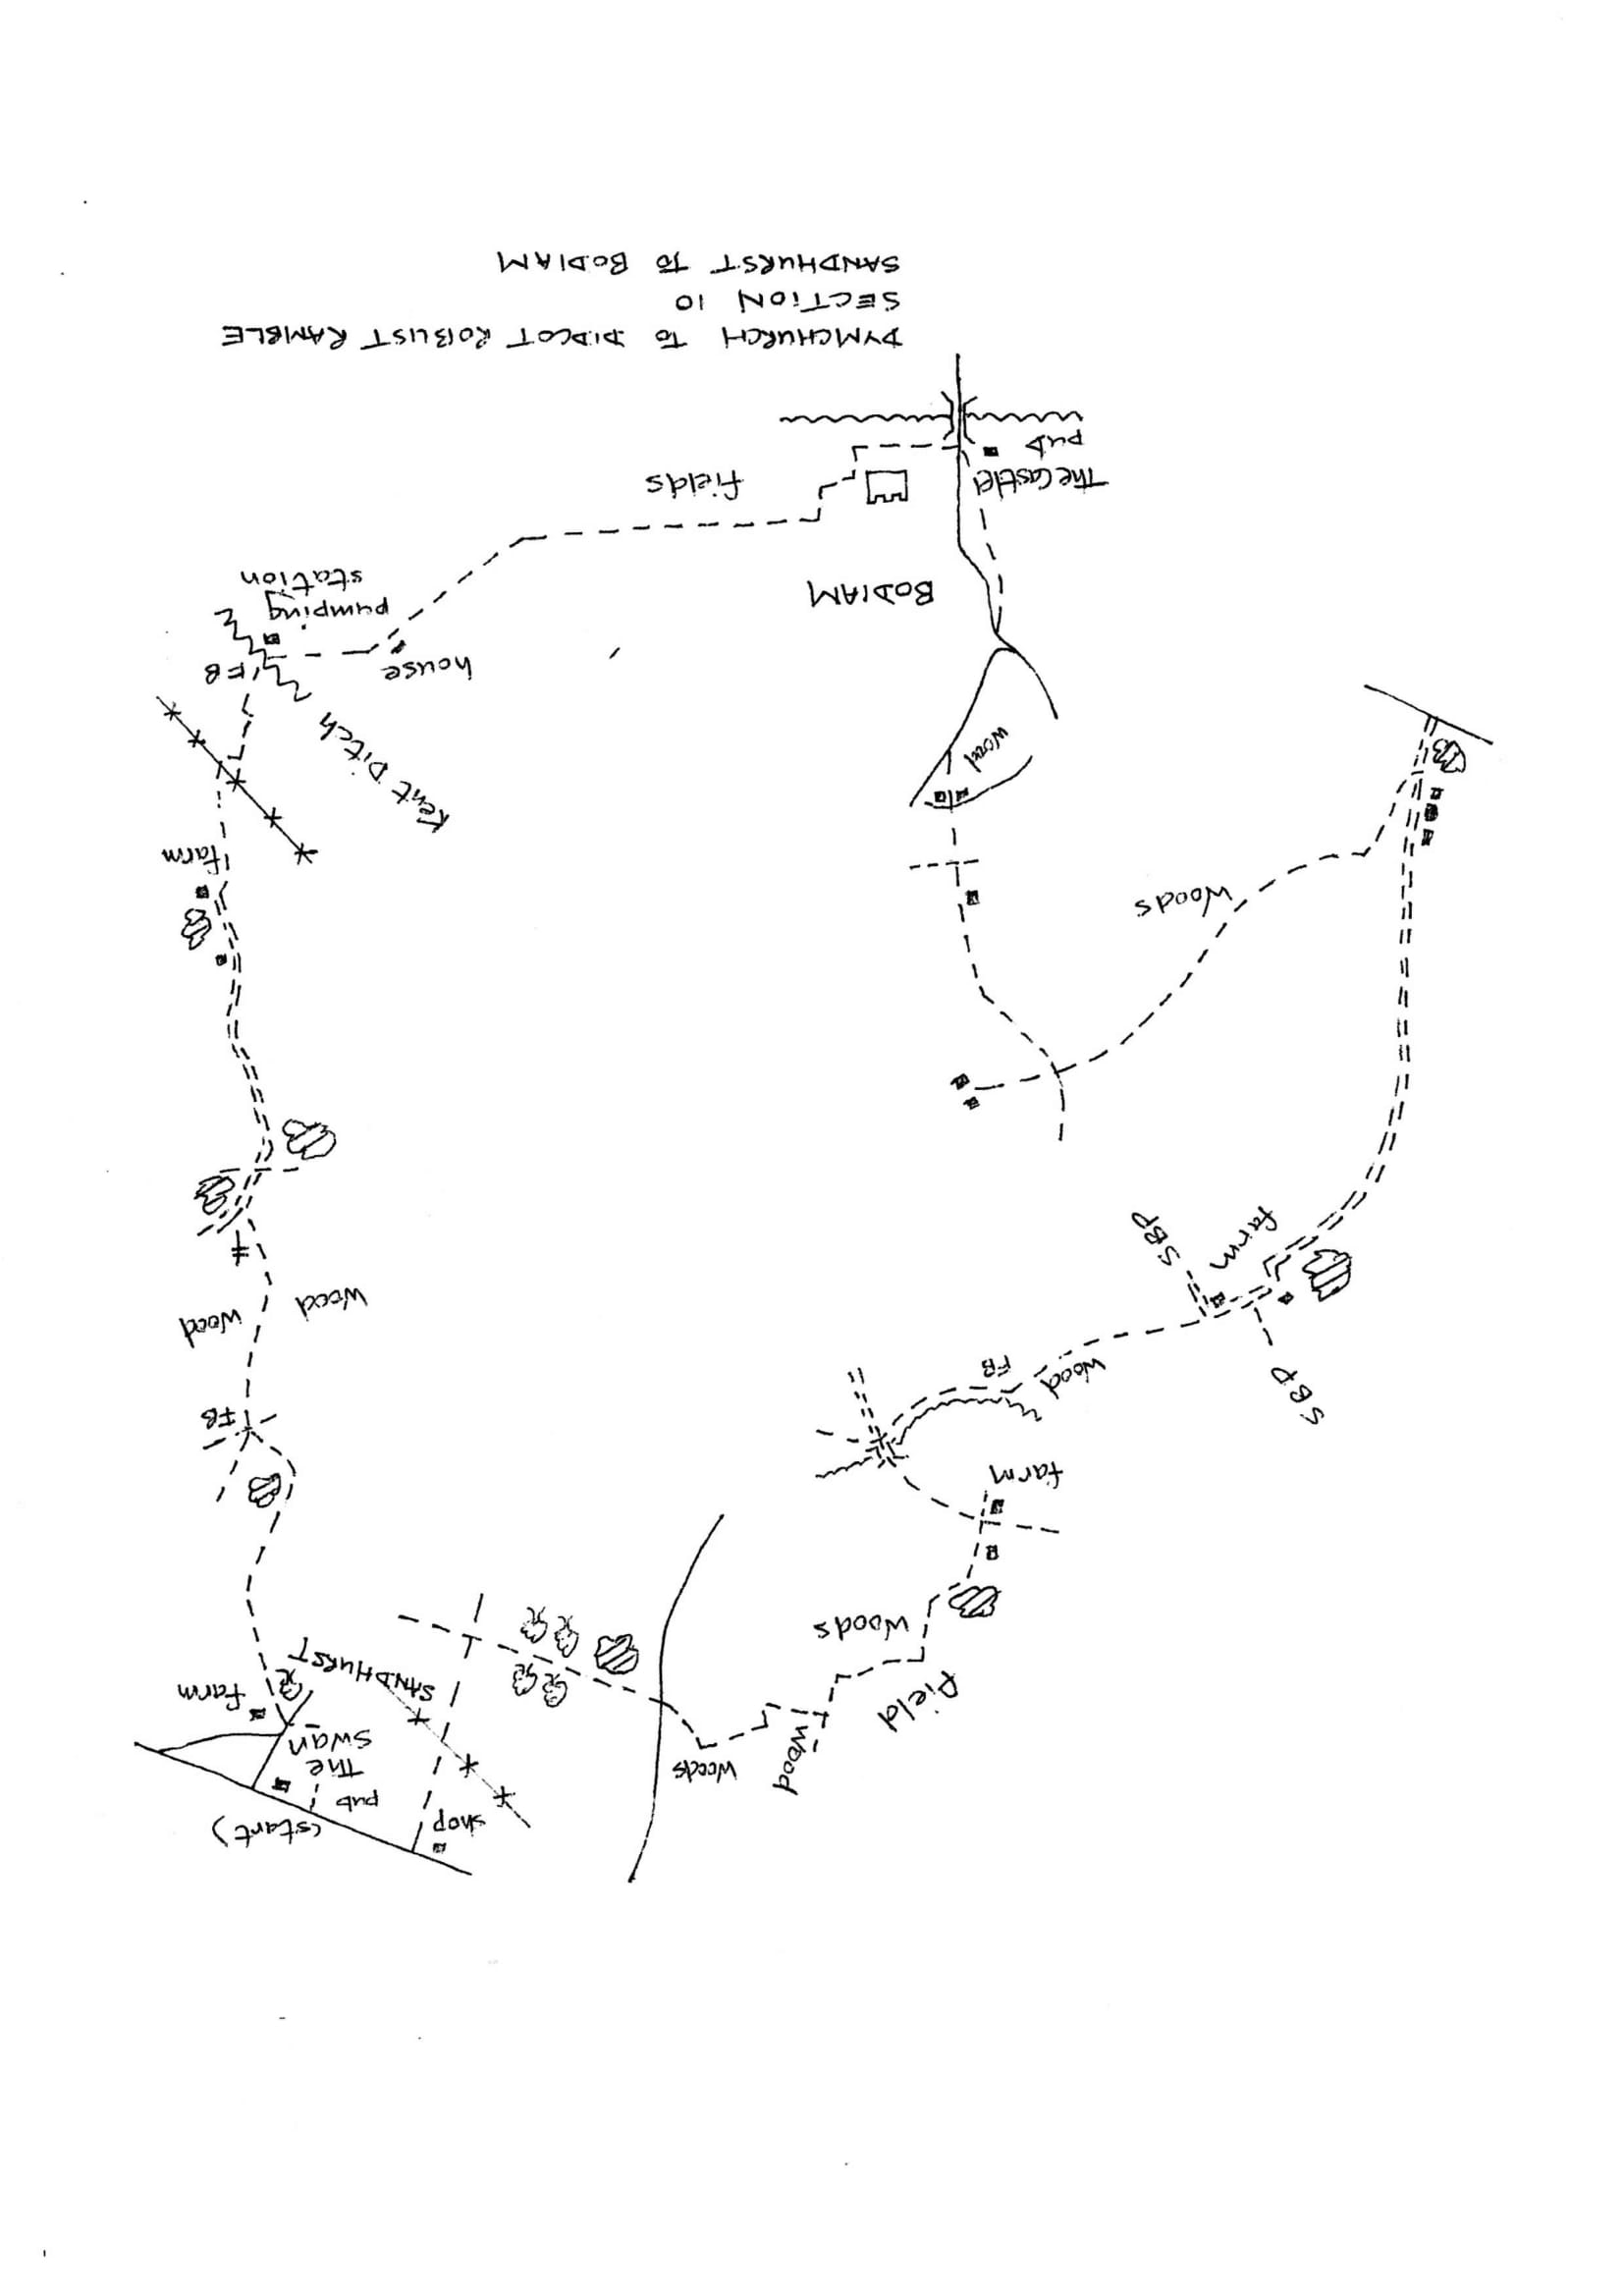 (start)
shop
pub
The
Swan
farm
SANDHURST
Woods
Wood
field
Woods
farm
FB
Wood
FB
SBP
farm
SBP
Wood
Wood
Woods
farm
Kent Ditch
wood
house
FB
pumping
station
BODIAM
The Castle
pub
fields
DYMCHURCH TO DIDCOT ROBUST RAMBLE
SECTION 10
SANDHURST TO BODIAM